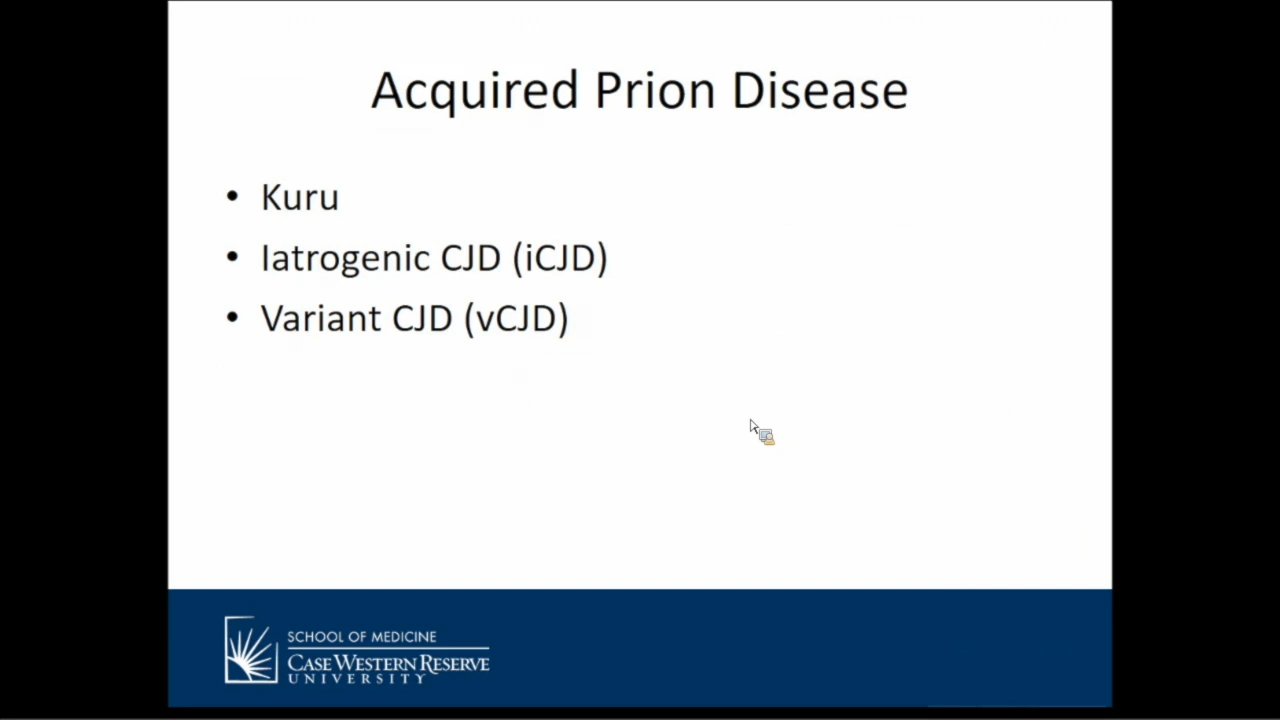 Acquired Prion Disease
• Kuru
• Iatrogenic CJD (iCJD)
• Variant CJD (vCJD)
SCHOOL OF MEDICINE
CASE WESTERN RESERVE
UNIVERSITY